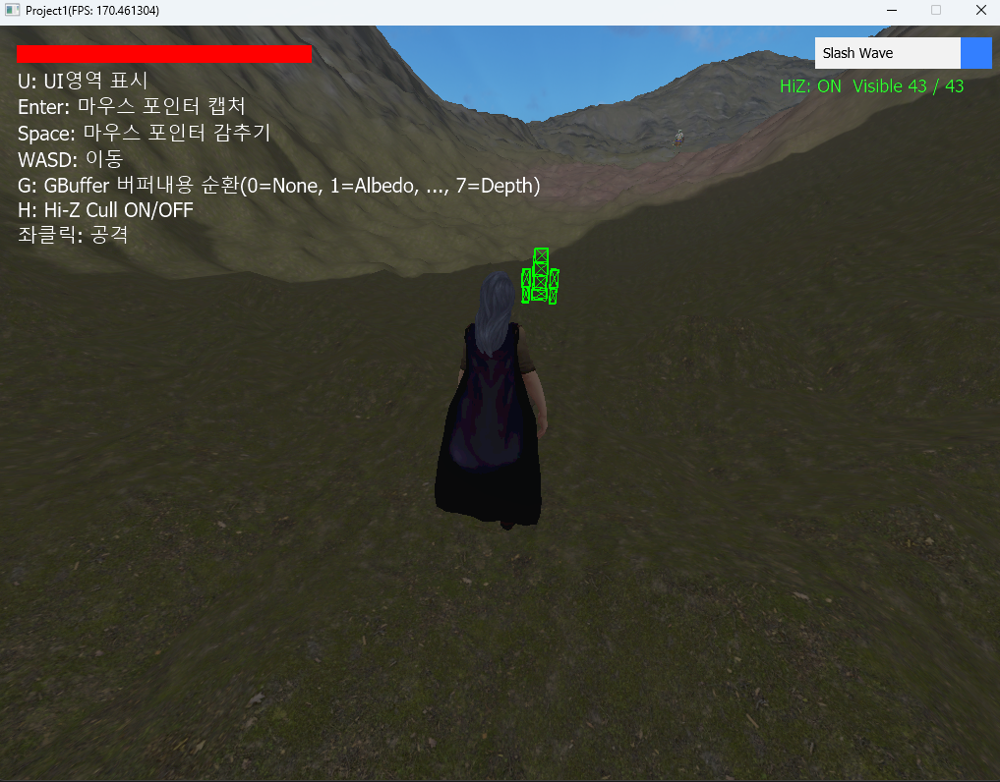 Project1(FPS: 170.461304)
Slash Wave
HiZ: ON  Visible 43 / 43
U: UI영역 표시
Enter: 마우스 포인터 캡처
Space: 마우스 포인터 감추기
WASD: 이동
G: GBuffer 버퍼내용 순환(0=None, 1=Albedo, ..., 7=Depth)
H: Hi-Z Cull ON/OFF
좌클릭: 공격